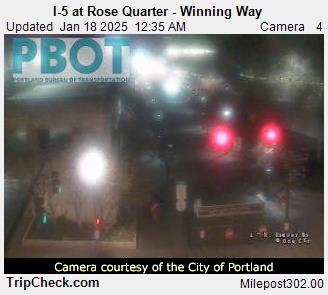 I-5 at Rose Quarter - Winning Way
Updated Jan 18 2025 12:35 AM Camera 4
PBOT
PORTLAND BUREAU OF TRANSPORTATION
Camera courtesy of the City of Portland
TripCheck.com Milepost302.00